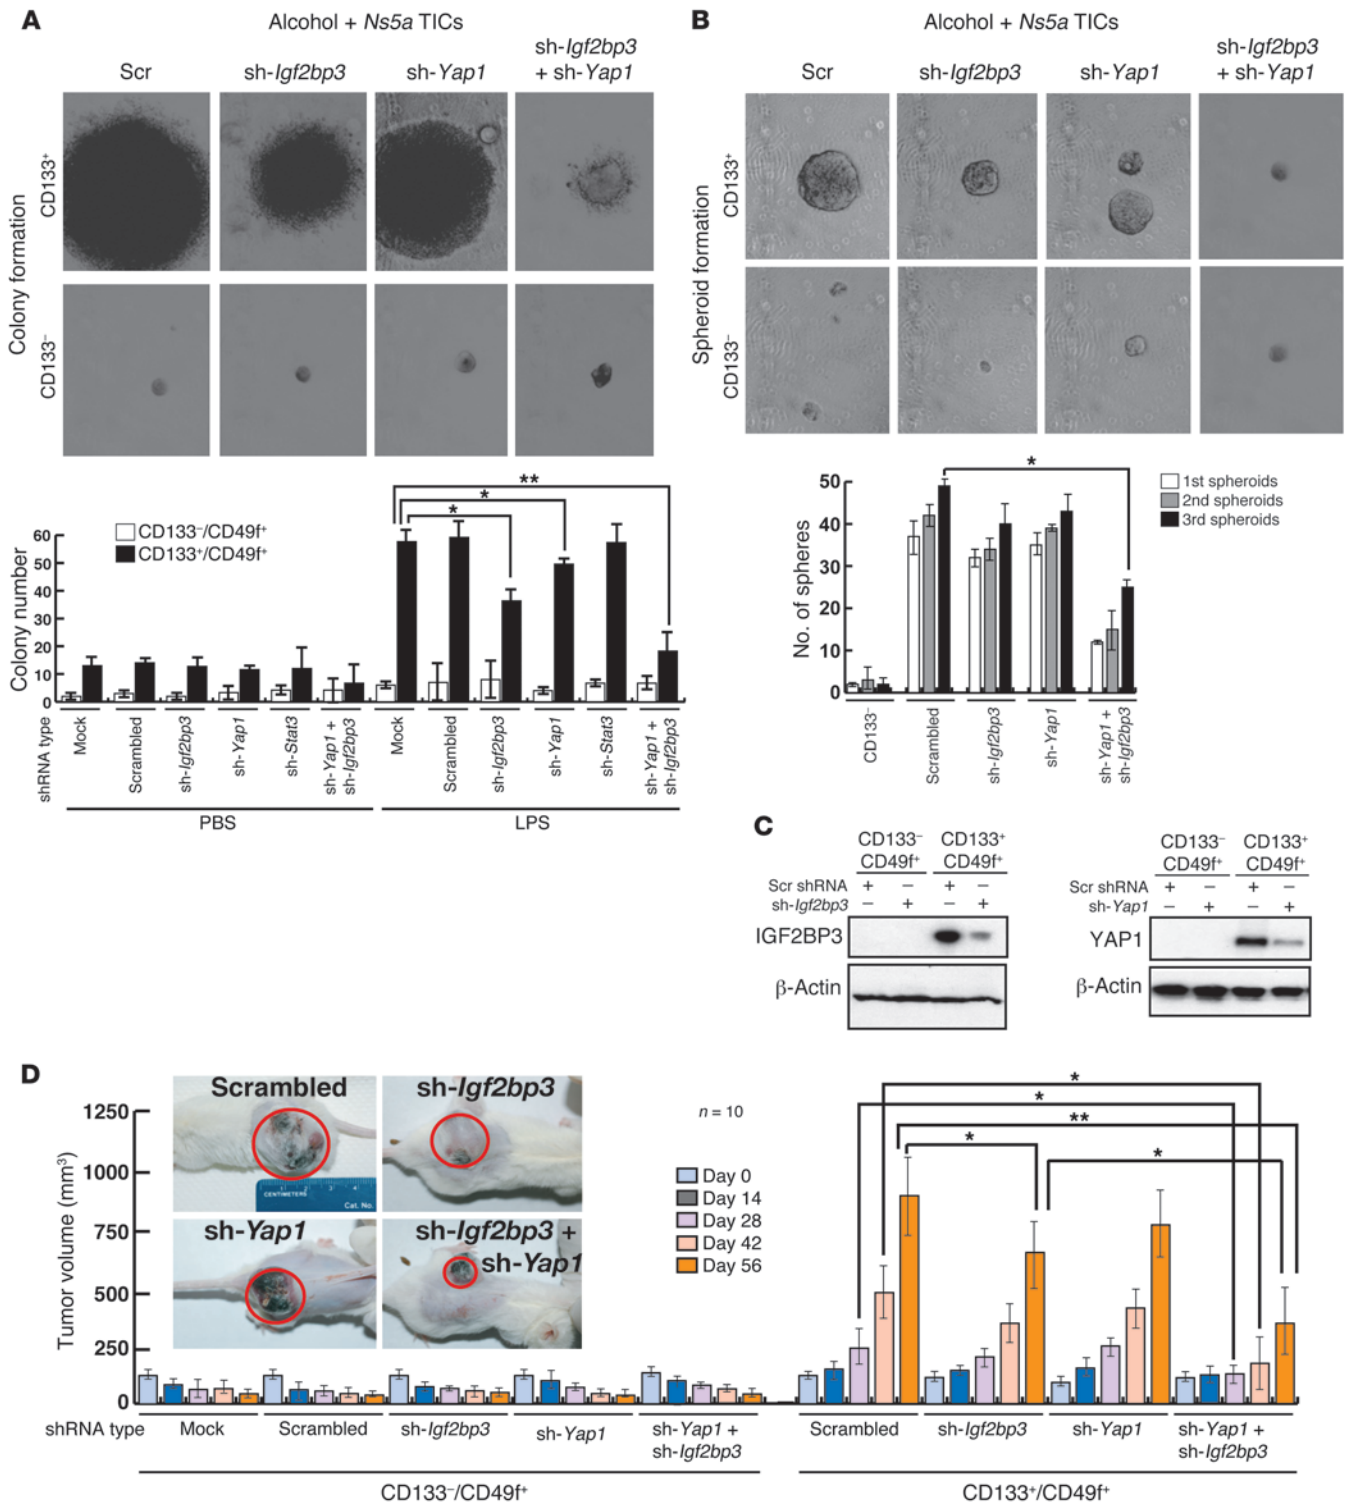 A
Alcohol + Ns5a TICs
Scr
sh-Igf2bp3
sh-Yap1
sh-Igf2bp3
+ sh-Yap1
Colony formation
CD133+
CD133–
CD133–/CD49f+
CD133+/CD49f+
Colony number
60
50
40
30
20
10
0
*
*
**
shRNA type
Mock
Scrambled
sh-Igf2bp3
sh-Yap1
sh-Stat3
sh-Yap1 +
sh-Igf2bp3
Mock
Scrambled
sh-Igf2bp3
sh-Yap1
sh-Stat3
sh-Yap1 +
sh-Igf2bp3
PBS
LPS
B
Alcohol + Ns5a TICs
Scr
sh-Igf2bp3
sh-Yap1
sh-Igf2bp3
+ sh-Yap1
Spheroid formation
CD133+
CD133–
No. of spheres
50
40
30
20
10
0
*
1st spheroids
2nd spheroids
3rd spheroids
CD133–
Scrambled
sh-Igf2bp3
sh-Yap1
sh-Yap1 +
sh-Igf2bp3
C
CD133– CD133+
CD49f+ CD49f+
Scr shRNA + – + –
sh-Igf2bp3 – + – +
IGF2BP3
β-Actin
CD133– CD133+
CD49f+ CD49f+
Scr shRNA + – + –
sh-Yap1 – + – +
YAP1
β-Actin
D
Tumor volume (mm3)
1250
1000
750
500
250
0
Scrambled
CENTIMETERS 1 2 3 4
Cat. No.
sh-Igf2bp3
sh-Yap1
sh-Igf2bp3 +
sh-Yap1
n = 10
Day 0
Day 14
Day 28
Day 42
Day 56
*
*
**
*
*
shRNA type
Mock
Scrambled
sh-Igf2bp3
sh-Yap1
sh-Yap1 +
sh-Igf2bp3
Scrambled
sh-Igf2bp3
sh-Yap1
sh-Yap1 +
sh-Igf2bp3
CD133–/CD49f+
CD133+/CD49f+